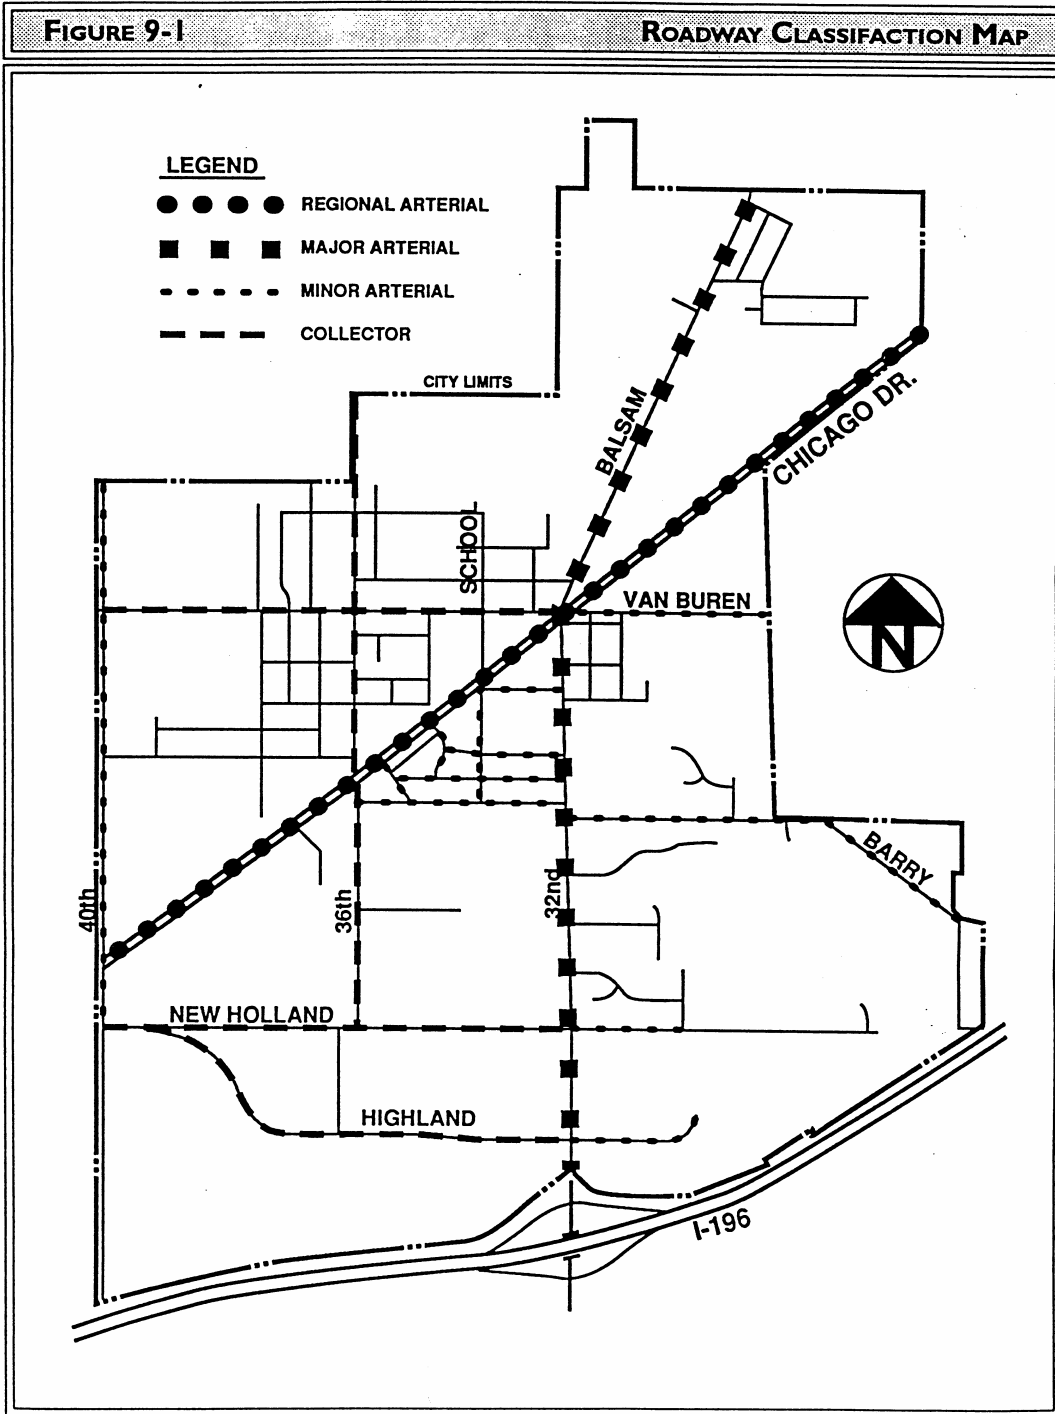 FIGURE 9-1
ROADWAY CLASSIFACTION MAP
LEGEND
REGIONAL ARTERIAL
MAJOR ARTERIAL
MINOR ARTERIAL
COLLECTOR
CITY LIMITS
BALSAM
CHICAGO DR.
SCHOOL
VAN BUREN
N
BARRY
40th
36th
32nd
NEW HOLLAND
HIGHLAND
I-196